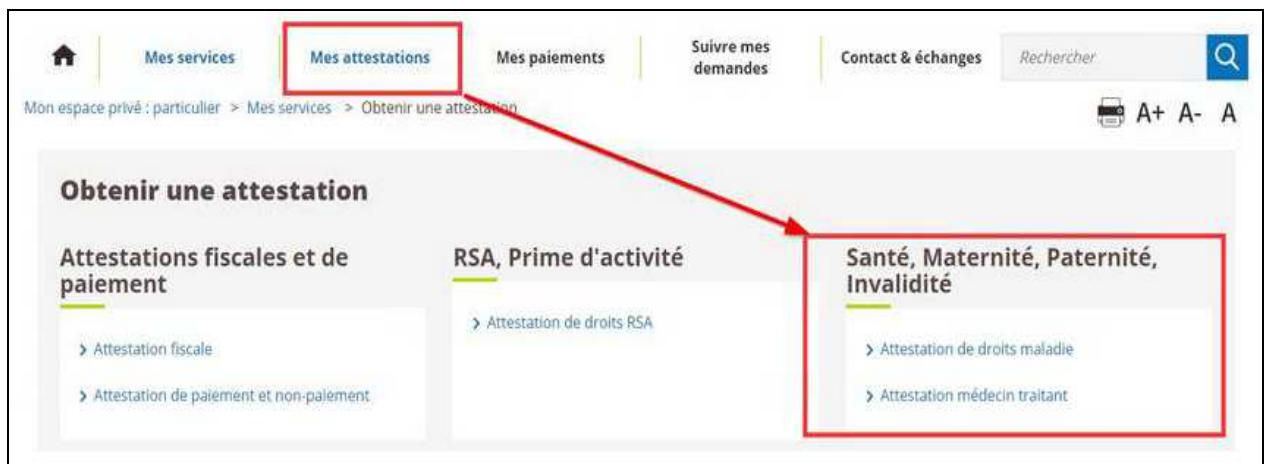 Mes services
Mes attestations
Mes paiements
Suivre mes
demandes
Contact & échanges
Rechercher
Mon espace privé : particulier > Mes services > Obtenir une attestation
A+ A- A
Obtenir une attestation
Attestations fiscales et de
paiement
> Attestation fiscale
> Attestation de paiement et non-paiement
RSA, Prime d'activité
> Attestation de droits RSA
Santé, Maternité, Paternité,
Invalidité
> Attestation de droits maladie
> Attestation médecin traitant